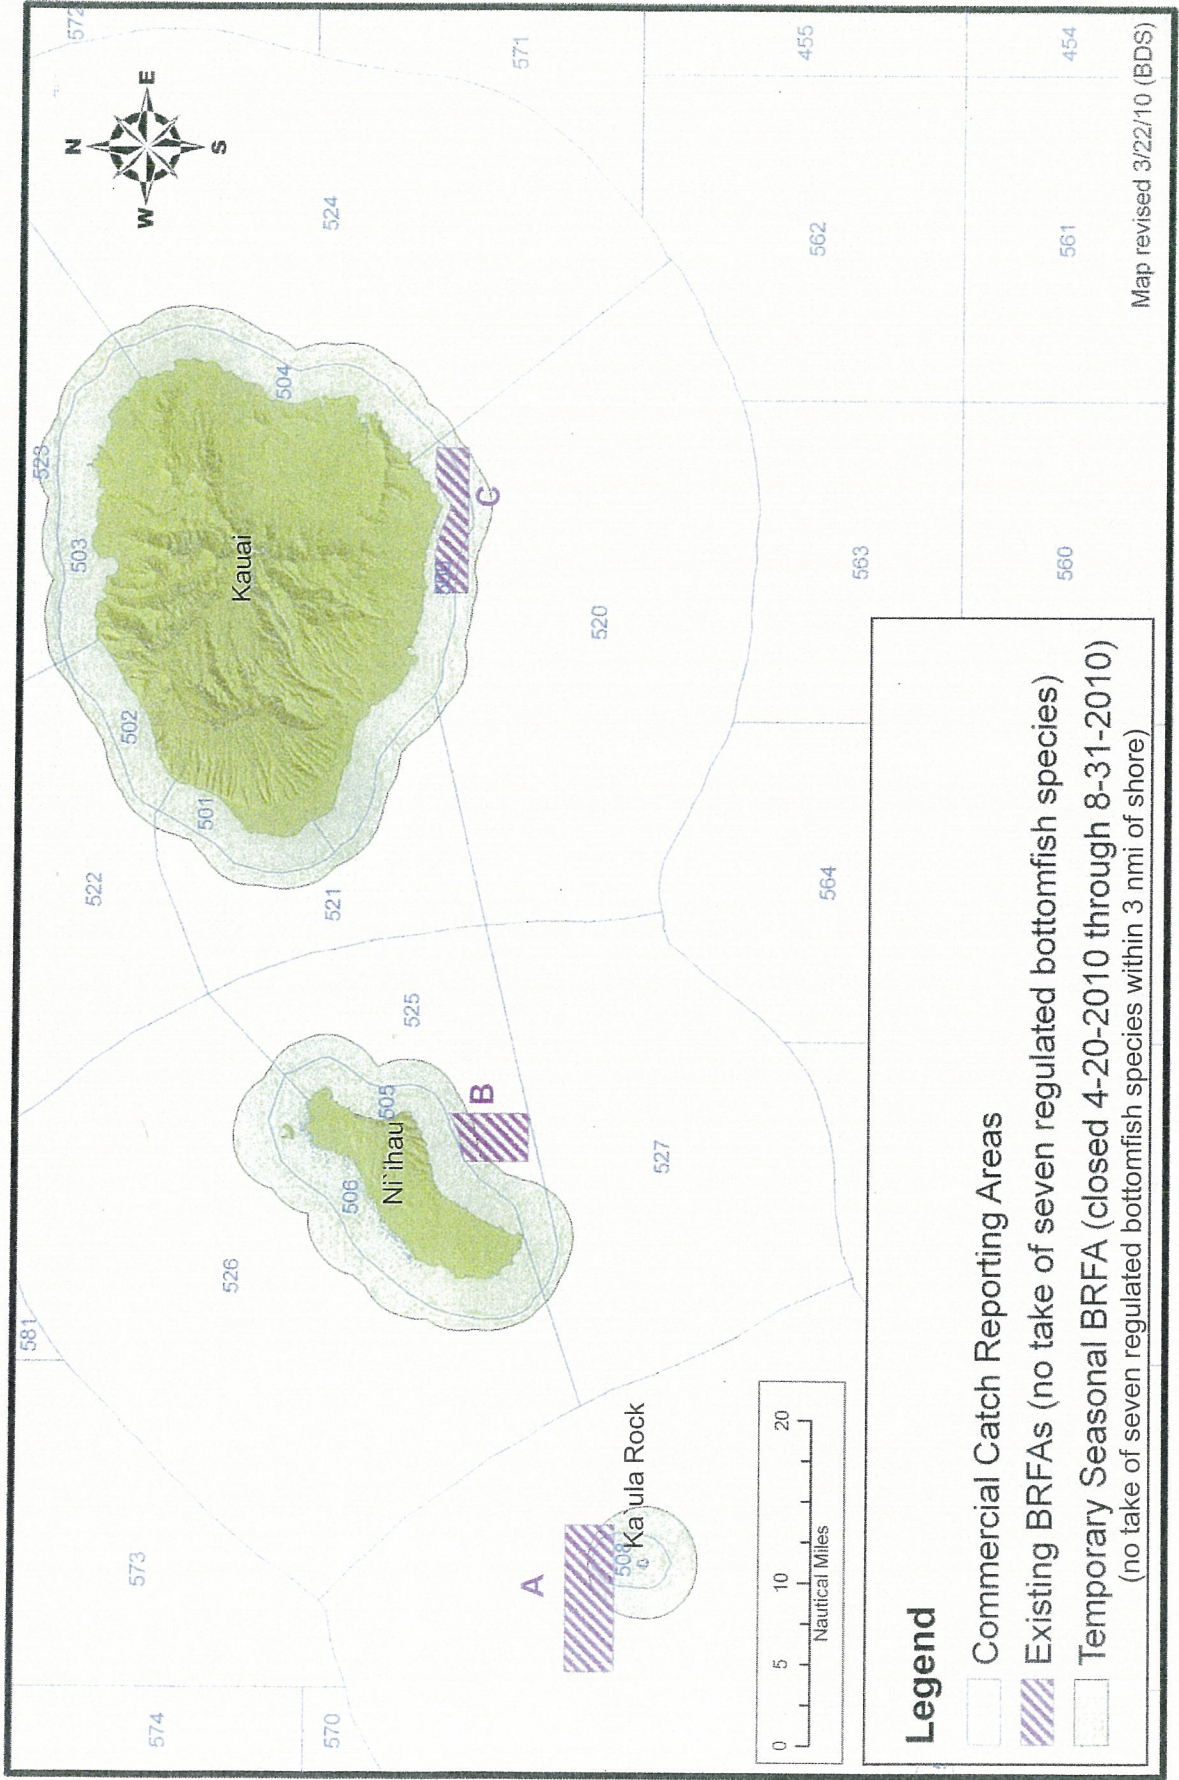 581
523
572
N
503
522
502
573
574
W
E
501
S
526
Kauai
504
570
524
521
506
505
Ni`ihau
525
B
C
571
A
520
508
Ka`ula Rock
527
0 5 10 20
Nautical Miles
455
562
564
563
Legend
Commercial Catch Reporting Areas
Existing BRFAs (no take of seven regulated bottomfish species)
Temporary Seasonal BRFA (closed 4-20-2010 through 8-31-2010)
(no take of seven regulated bottomfish species within 3 nmi of shore)
560
561
454
Map revised 3/22/10 (BDS)